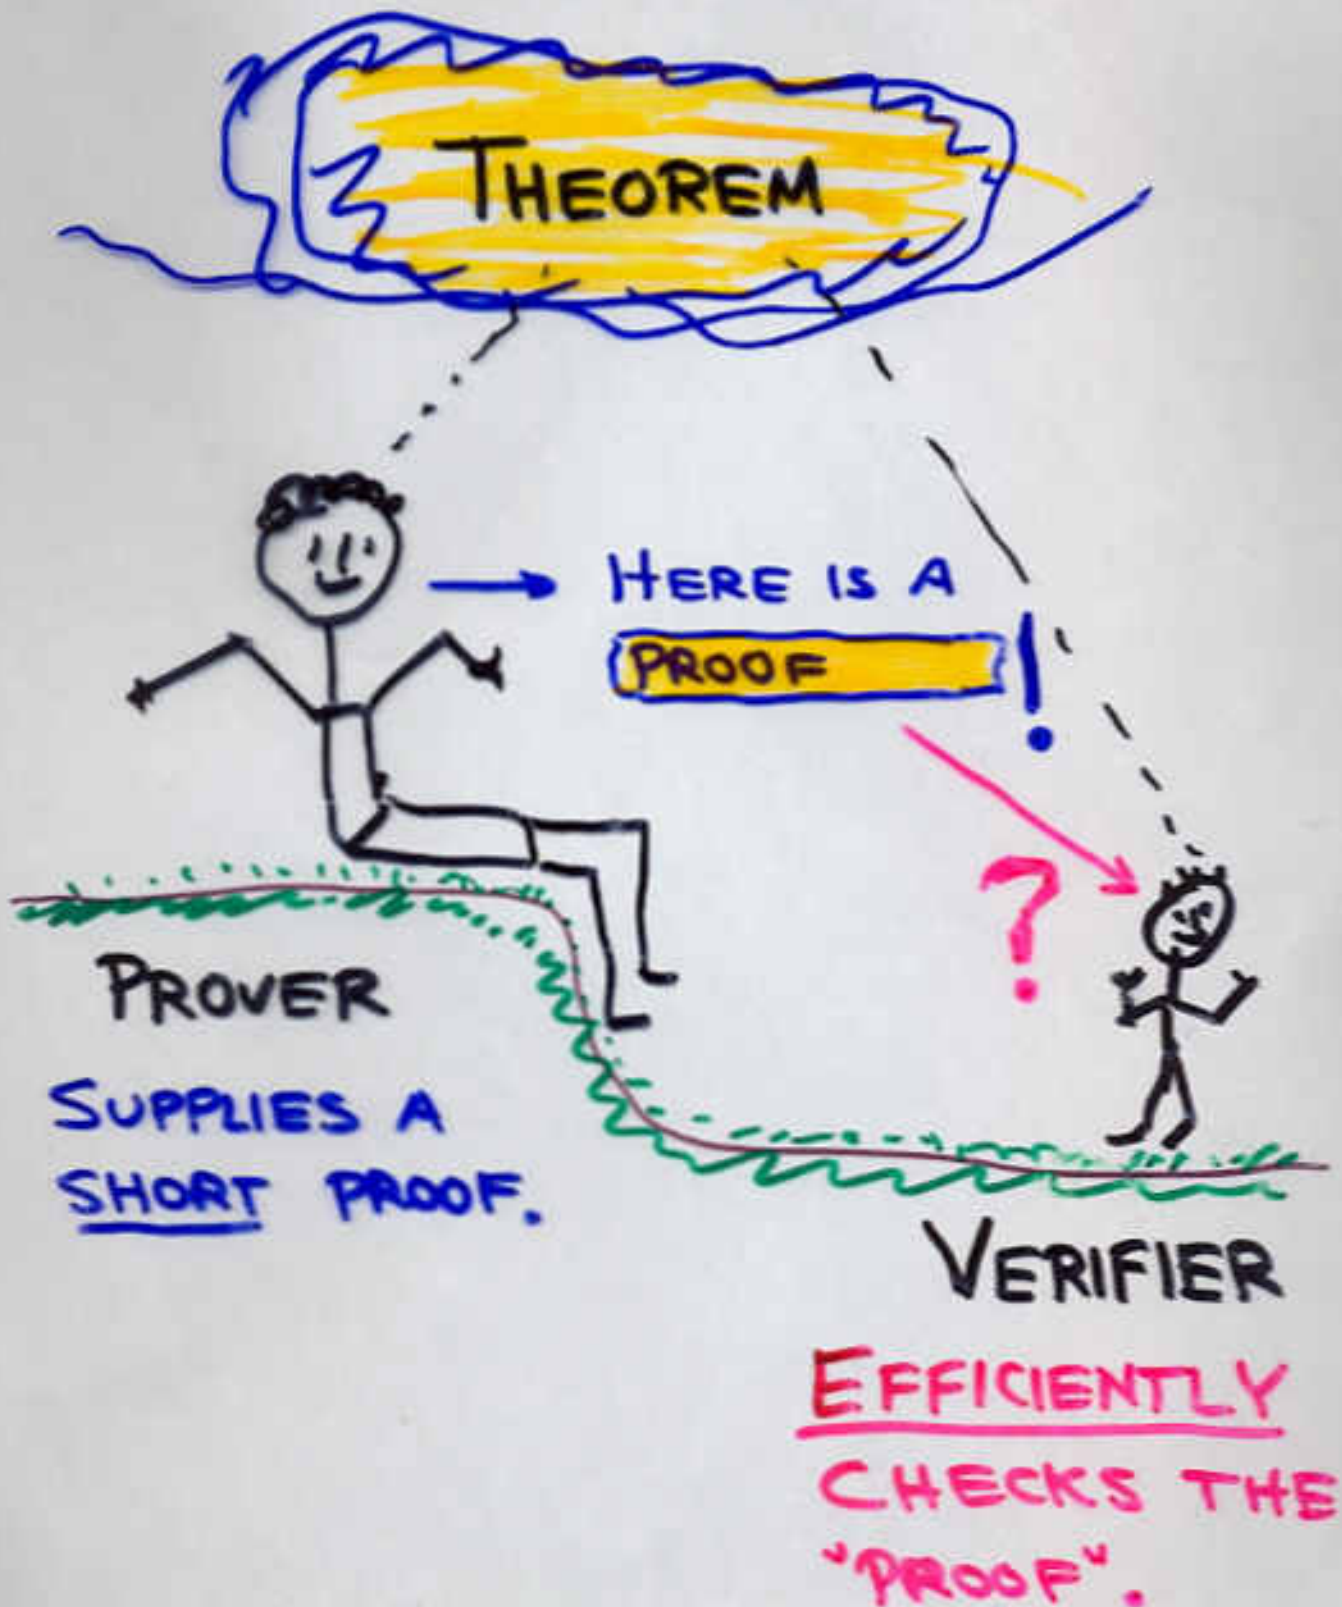 THEOREM
HERE IS A
PROOF !
?
PROVER
SUPPLIES A
SHORT PROOF.
VERIFIER
EFFICIENTLY
CHECKS THE
"PROOF".